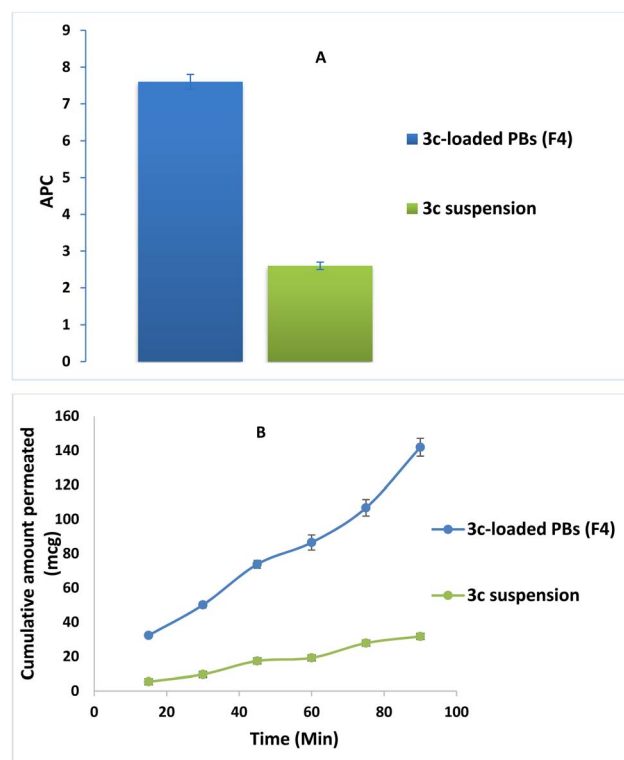 A
9
8
7
6
5
4
3
2
1
0
APC
3c-loaded PBs (F4)
3c suspension
B
160
140
120
100
80
60
40
20
0
Cumulative amount permeated
(mcg)
0 20 40 60 80 100
Time (Min)
3c-loaded PBs (F4)
3c suspension